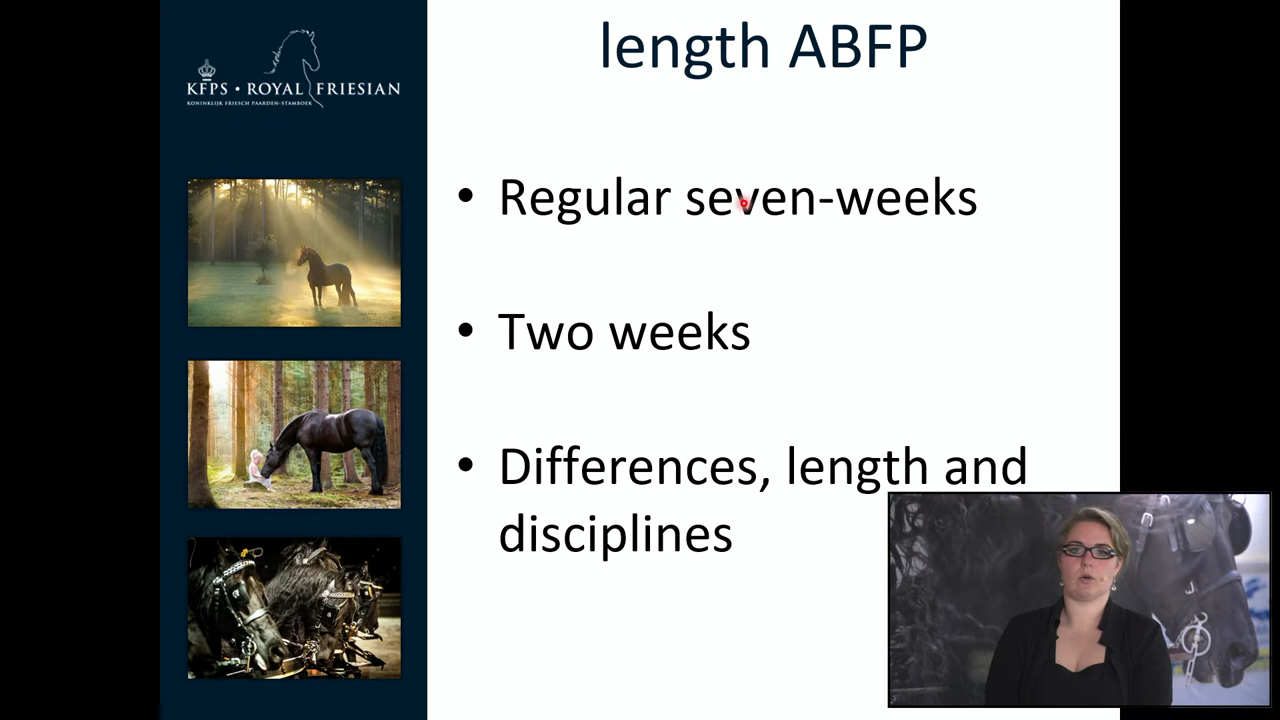 length ABFP
KFPS • ROYAL FRIESIAN
KONINKLIJK FRIESCH PAARDEN-STAMBOEK
• Regular seven-weeks
• Two weeks
• Differences, length and
disciplines